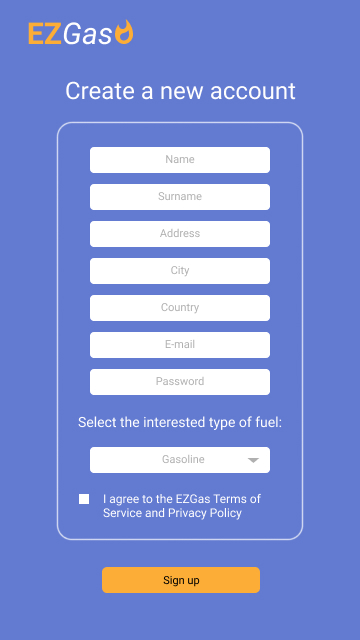 EZGas
Create a new account
Name
Surname
Address
City
Country
E-mail
Password
Select the interested type of fuel:
Gasoline
I agree to the EZGas Terms of
Service and Privacy Policy
Sign up